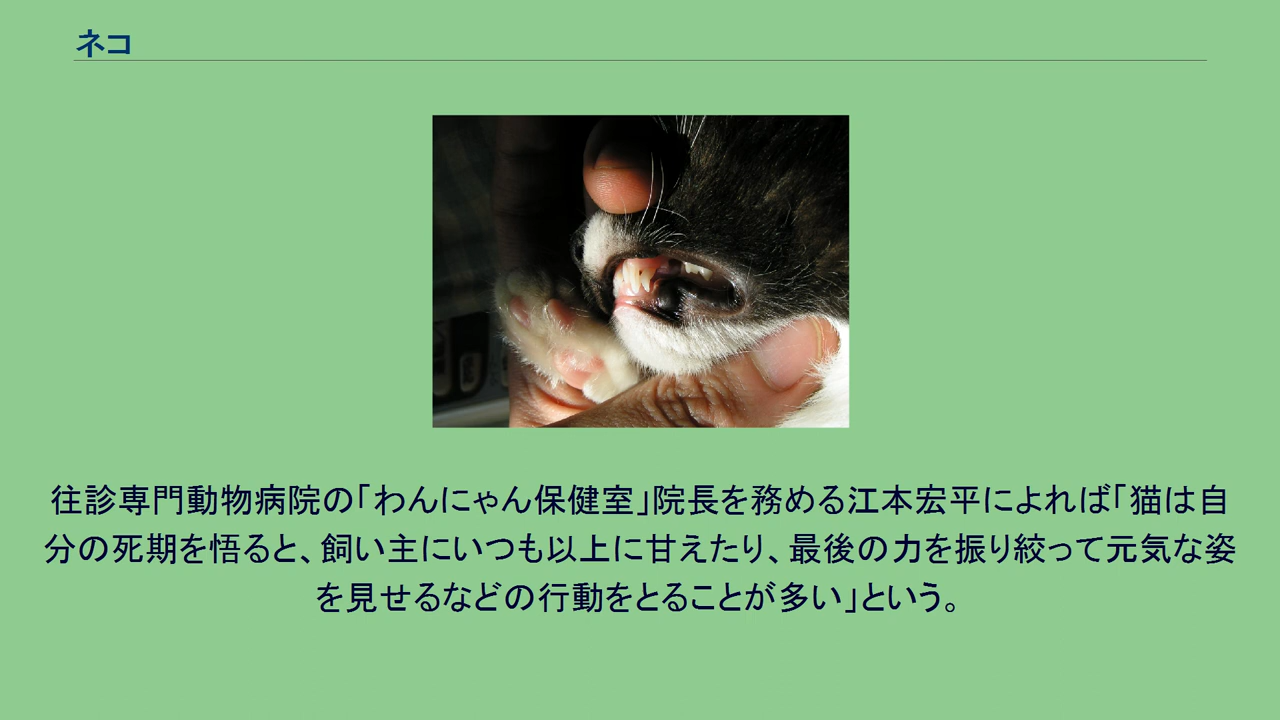 ネコ
往診専門動物病院の「わんにゃん保健室」院長を務める江本宏平によれば「猫は自
分の死期を悟ると、飼い主にいつも以上に甘えたり、最後の力を振り絞って元気な姿
を見せるなどの行動をとることが多い」という。